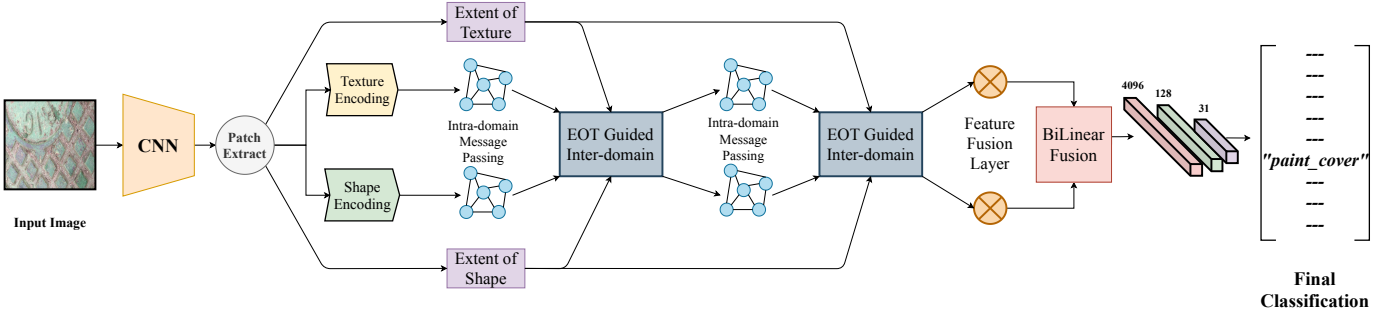 Input Image
CNN
Patch
Extract
Extent of
Texture
Texture
Encoding
Shape
Encoding
Extent of
Shape
Intra-domain
Message
Passing
EOT Guided
Inter-domain
Intra-domain
Message
Passing
EOT Guided
Inter-domain
Feature
Fusion
Layer
BiLinear
Fusion
4096
128
31
---
---
---
---
---
"paint_cover"
---
---
---
Final
Classification